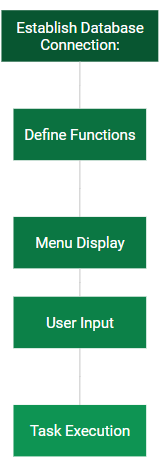 Establish Database
Connection:
Define Functions
Menu Display
User Input
Task Execution